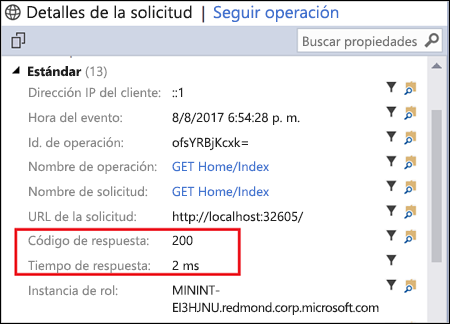 Detalles de la solicitud | Seguir operación
Buscar propiedades
Estándar (13)
Dirección IP del cliente: ::1
Hora del evento: 8/8/2017 6:54:28 p. m.
Id. de operación: ofsYRBjKcxk=
Nombre de operación: GET Home/Index
Nombre de solicitud: GET Home/Index
URL de la solicitud: http://localhost:32605/
Código de respuesta: 200
Tiempo de respuesta: 2 ms
Instancia de rol: MININT-
EI3HJNU.redmond.corp.microsoft.com